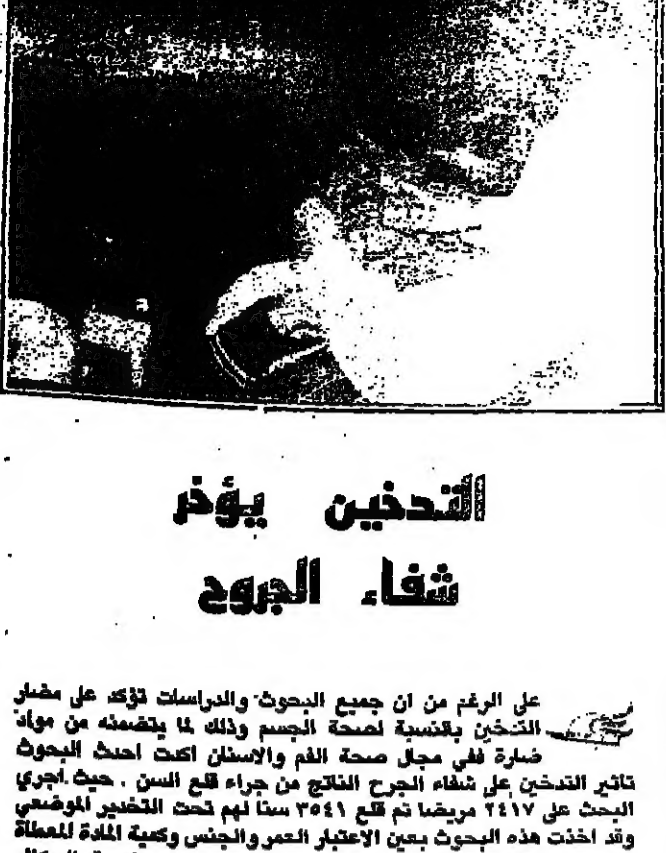 التدخين يؤخر
شفاء الجروح
على الرغم من ان جميع البحوث والدراسات تؤكد على مضار
التدخين بالنسبة لصحة الجسم وذلك لما يتضمنه من مواد
ضارة ففي مجال صحة الفم والاسنان اكدت احدث البحوث
تأثير التدخين على شفاء الجرح الناتج من جراء قلع السن . حيث اجري
البحث على ٢٤١٧ مريضا تم قلع ٣٥٤١ سنا لهم تحت التخدير الموضعي
وقد اخذت هذه البحوث بعين الاعتبار العمر والجنس وكمية المادة المعطاة